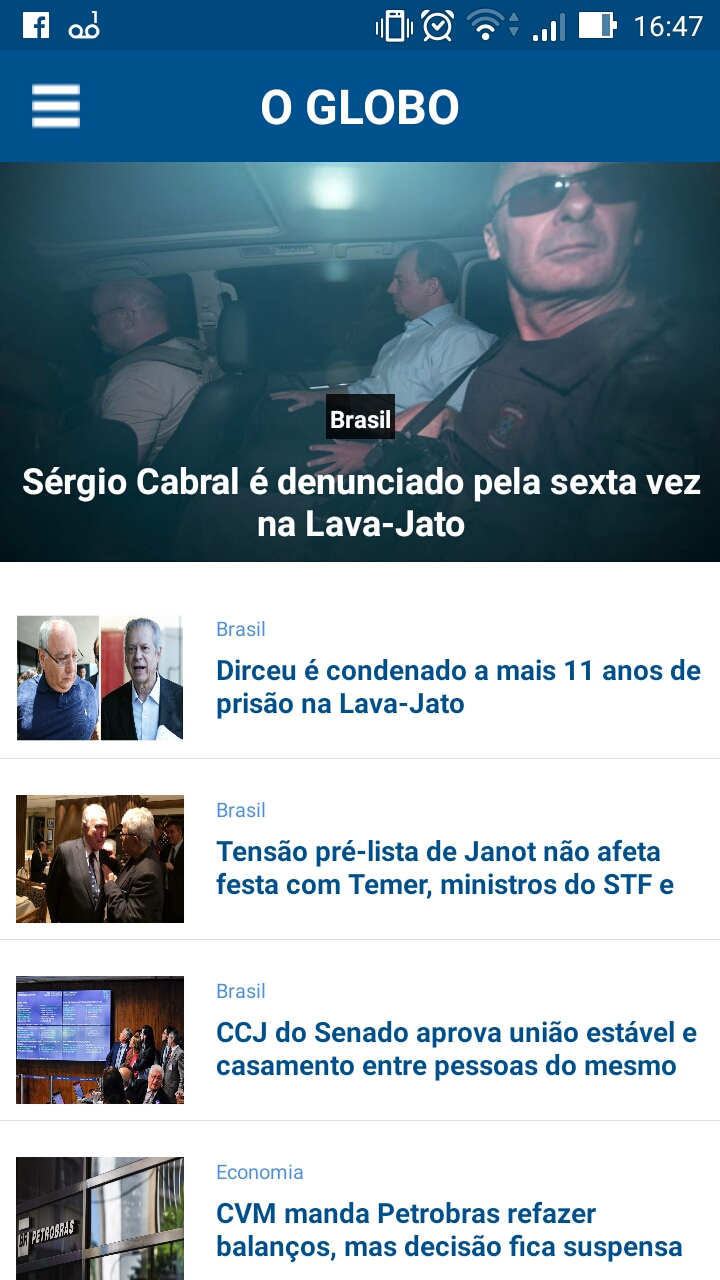 16:47
O GLOBO
Brasil
Sérgio Cabral é denunciado pela sexta vez
na Lava-Jato
Brasil
Dirceu é condenado a mais 11 anos de
prisão na Lava-Jato
Brasil
Tensão pré-lista de Janot não afeta
festa com Temer, ministros do STF e
Brasil
CCJ do Senado aprova união estável e
casamento entre pessoas do mesmo
Economia
CVM manda Petrobras refazer
balanços, mas decisão fica suspensa
BR PETROBRAS